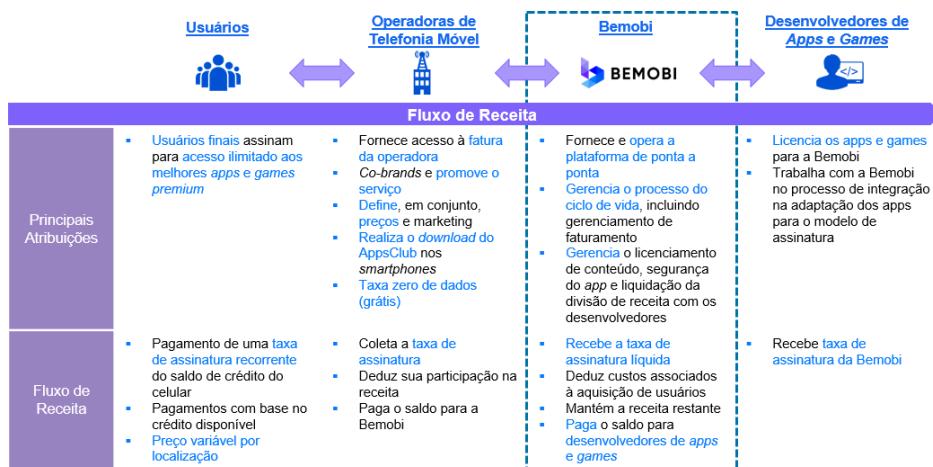 Usuários
Operadoras de
Telefonia Móvel
Bemobi
Desenvolvedores de
Apps e Games
</>
BEMOBI
Fluxo de Receita
Principais
Atribuições
▪ Usuários finais assinam
para acesso ilimitado aos
melhores apps e games
premium
▪ Fornece acesso à fatura
da operadora
▪ Co-brands e promove o
serviço
▪ Define, em conjunto,
preços e marketing
▪ Realiza o download do
AppsClub nos
smartphones
▪ Taxa zero de dados
(grátis)
▪ Fornece e opera a
plataforma de ponta a
ponta
▪ Gerencia o processo do
ciclo de vida, incluindo
gerenciamento de
faturamento
▪ Gerencia o licenciamento
de conteúdo, segurança
do app e liquidação da
divisão de receita com os
desenvolvedores
▪ Licencia os apps e games
para a Bemobi
▪ Trabalha com a Bemobi
no processo de integração
na adaptação dos apps
para o modelo de
assinatura
Fluxo de
Receita
▪ Pagamento de uma taxa
de assinatura recorrente
do saldo de crédito do
celular
▪ Pagamentos com base no
crédito disponível
▪ Preço variável por
localização
▪ Coleta a taxa de
assinatura
▪ Deduz sua participação na
receita
▪ Paga o saldo para a
Bemobi
▪ Recebe a taxa de
assinatura líquida
▪ Deduz custos associados
à aquisição de usuários
▪ Mantém a receita restante
▪ Paga o saldo para
desenvolvedores de apps
e games
▪ Recebe taxa de
assinatura da Bemobi